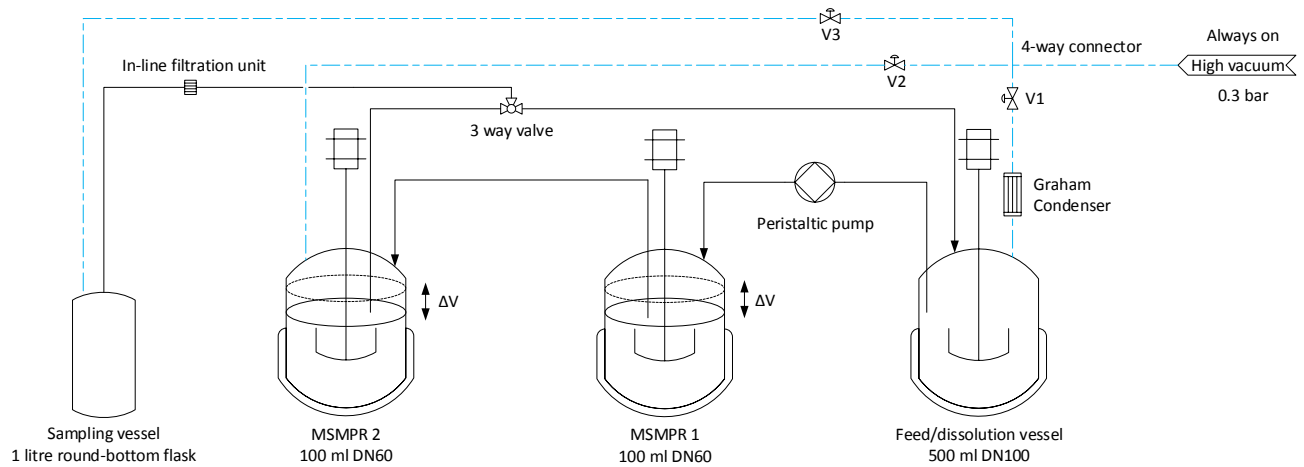 V3
4-way connector
Always on
In-line filtration unit
V2
High vacuum
V1
0.3 bar
3 way valve
Graham
Condenser
Peristaltic pump
ΔV
ΔV
Sampling vessel
1 litre round-bottom flask
MSMPR 2
100 ml DN60
MSMPR 1
100 ml DN60
Feed/dissolution vessel
500 ml DN100